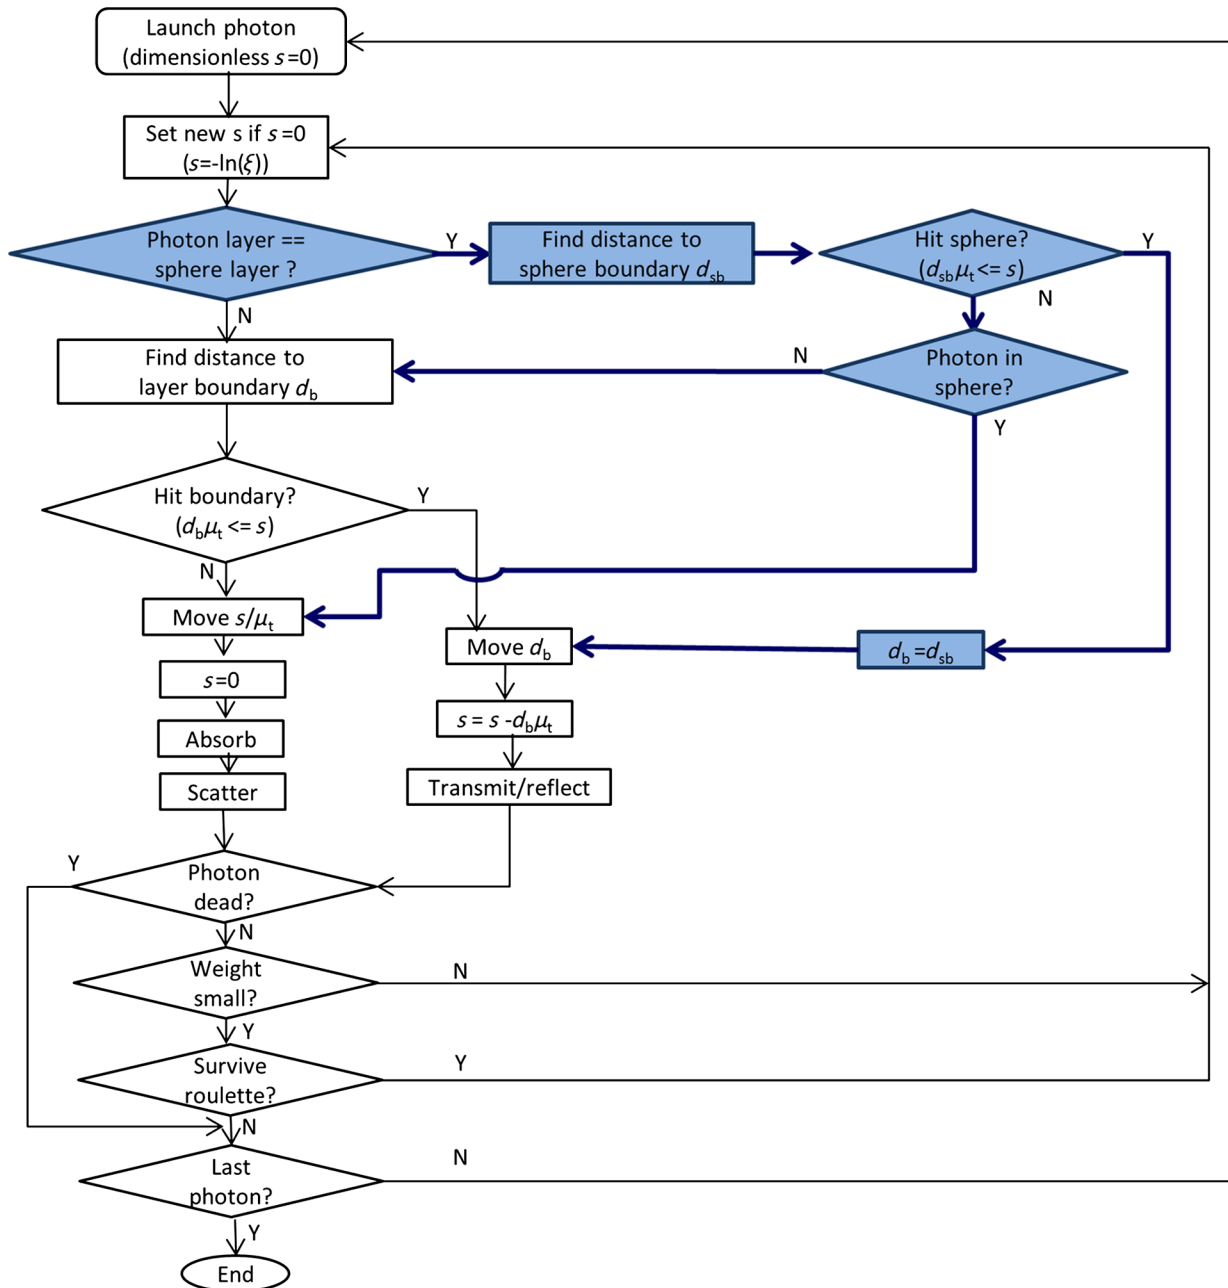 Launch photon
(dimensionless s=0)
Set new s if s=0
(s=-ln(ξ))
Photon layer ==
sphere layer ?
Y
Find distance to
sphere boundary dsb
Hit sphere?
(dsbμt <= s)
Y
N
N
Find distance to
layer boundary db
N
Photon in
sphere?
Y
Hit boundary?
(dbμt <= s)
Y
N
Move s/μt
Move db
db =dsb
s=0
s = s -dbμt
Absorb
Transmit/reflect
Scatter
Y
Photon
dead?
N
Weight
small?
N
Y
Survive
roulette?
Y
N
Last
photon?
N
Y
End